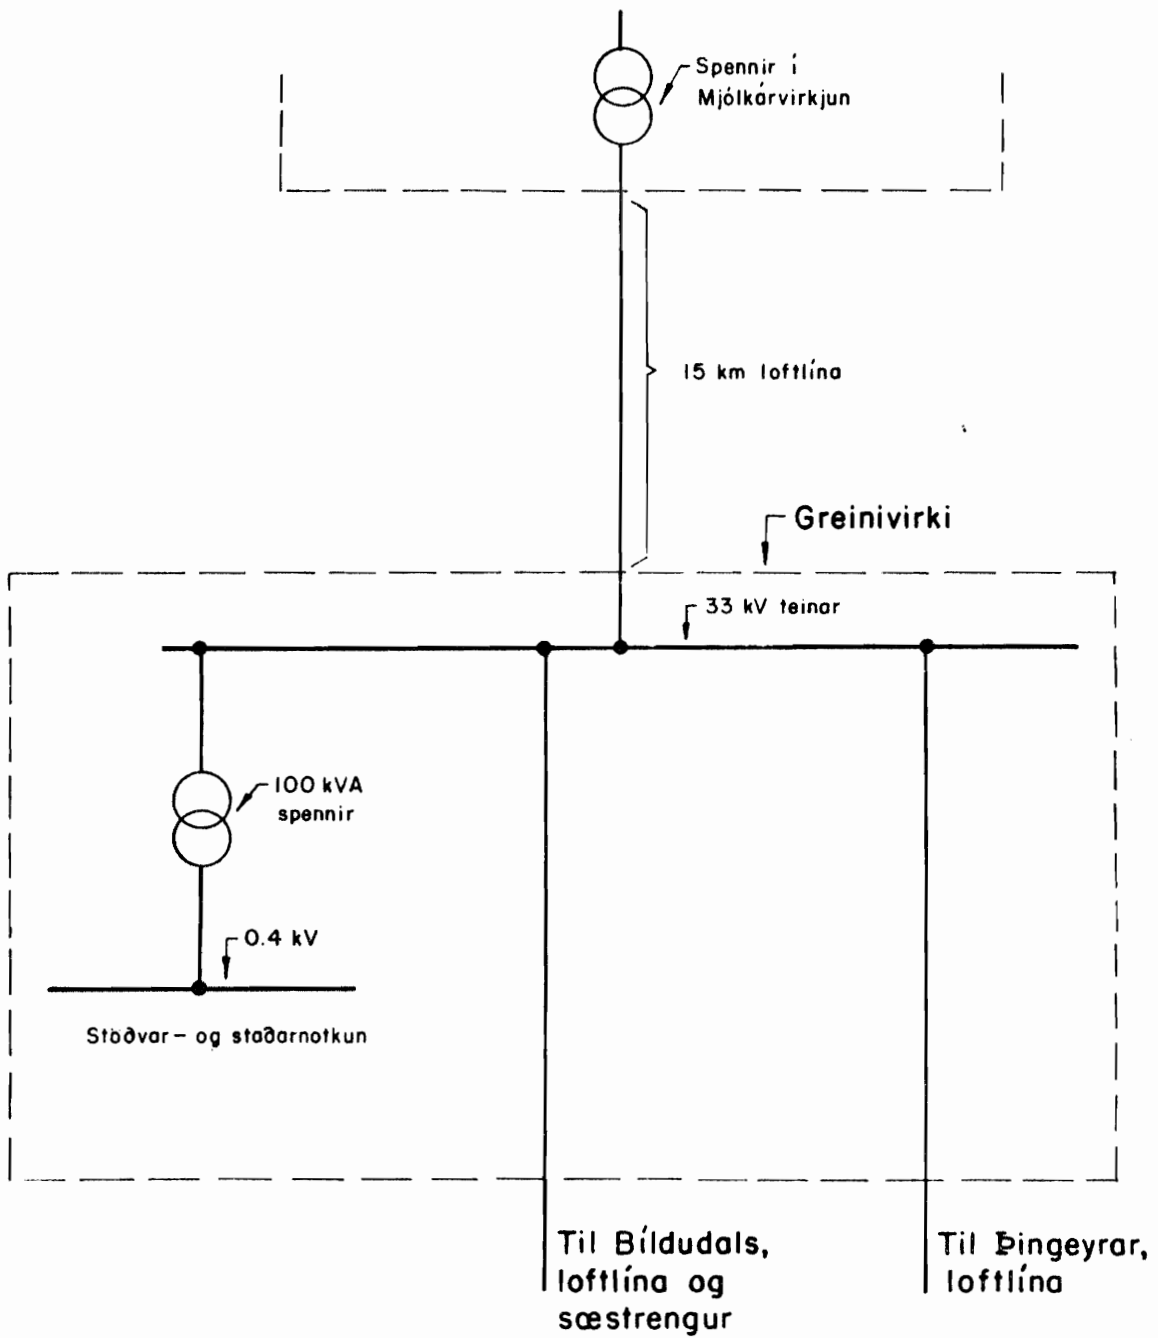 Spennir í
Mjólkárvirkjun
15 km loftlína
Greinivirki
33 kV teinar
100 kVA
spennir
0.4 kV
Stöðvar- og staðarnotkun
Til Bíldudals,
loftlína og
sæstrengur
Til Þingeyrar,
loftlína